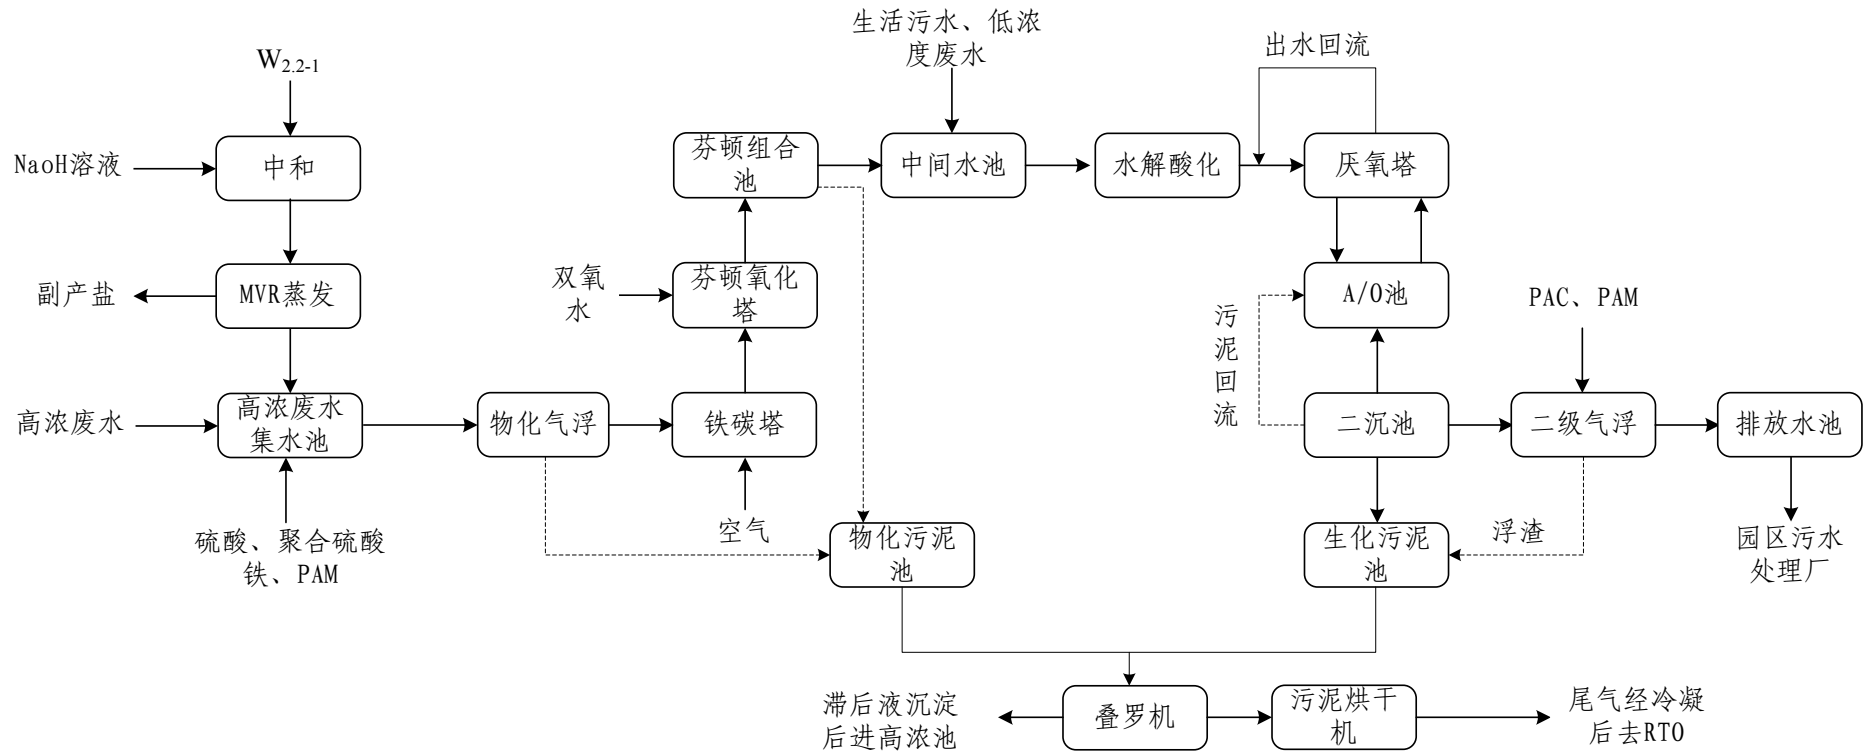 生活污水、低浓
度废水
出水回流
W2.2-1
NaoH溶液
中和
芬顿组合
池
中间水池
水解酸化
厌氧塔
副产盐
MVR蒸发
双氧
水
芬顿氧化
塔
污
泥
回
流
A/O池
PAC、PAM
高浓废水
高浓废水
集水池
物化气浮
铁碳塔
二沉池
二级气浮
排放水池
硫酸、聚合硫酸
铁、PAM
空气
物化污泥
池
生化污泥
池
浮渣
园区污水
处理厂
滞后液沉淀
后进高浓池
叠罗机
污泥烘干
机
尾气经冷凝
后去RTO